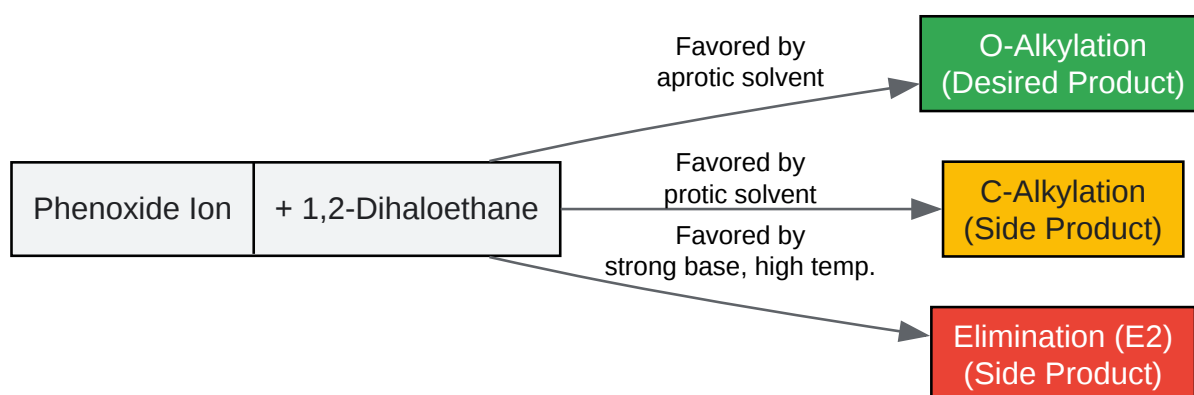 Phenoxide Ion
+ 1,2-Dihaloethane
Favored by
aprotic solvent
O-Alkylation
(Desired Product)
Favored by
protic solvent
C-Alkylation
(Side Product)
Favored by
strong base, high temp.
Elimination (E2)
(Side Product)